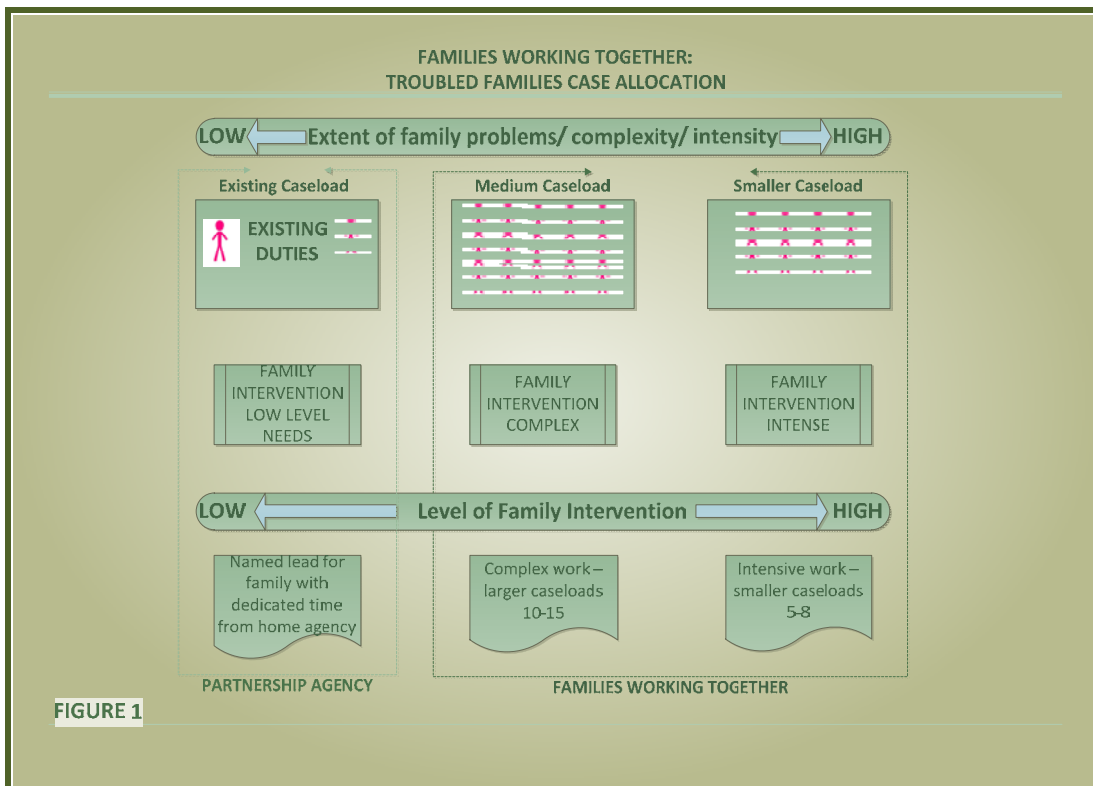 FAMILIES WORKING TOGETHER:
TROUBLED FAMILIES CASE ALLOCATION
LOW Extent of family problems/ complexity/ intensity HIGH
Existing Caseload
Medium Caseload
Smaller Caseload
EXISTING
DUTIES
FAMILY
INTERVENTION
LOW LEVEL
NEEDS
FAMILY
INTERVENTION
COMPLEX
FAMILY
INTERVENTION
INTENSE
LOW Level of Family Intervention HIGH
Named lead for
family with
dedicated time
from home agency
Complex work –
larger caseloads
10-15
Intensive work –
smaller caseloads
5-8
PARTNERSHIP AGENCY
FAMILIES WORKING TOGETHER
FIGURE 1